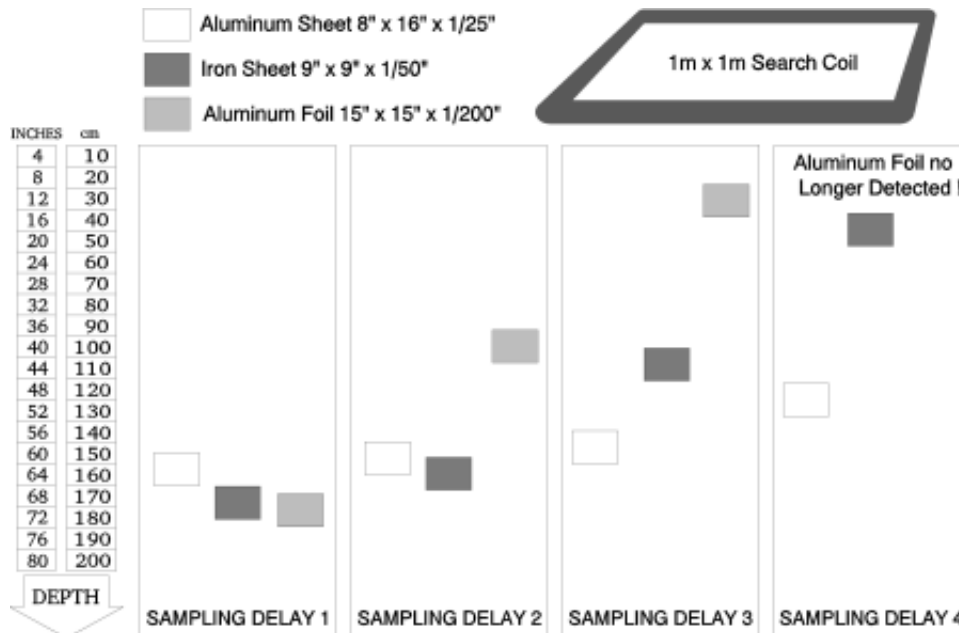 Aluminum Sheet 8" x 16" x 1/25"
Iron Sheet 9" x 9" x 1/50"
Aluminum Foil 15" x 15" x 1/200"
1m x 1m Search Coil
INCHES cm
4 10
8 20
12 30
16 40
20 50
24 60
28 70
32 80
36 90
40 100
44 110
48 120
52 130
56 140
60 150
64 160
68 170
72 180
76 190
80 200
DEPTH
Aluminum Foil no
Longer Detected !
SAMPLING DELAY 1
SAMPLING DELAY 2
SAMPLING DELAY 3
SAMPLING DELAY 4